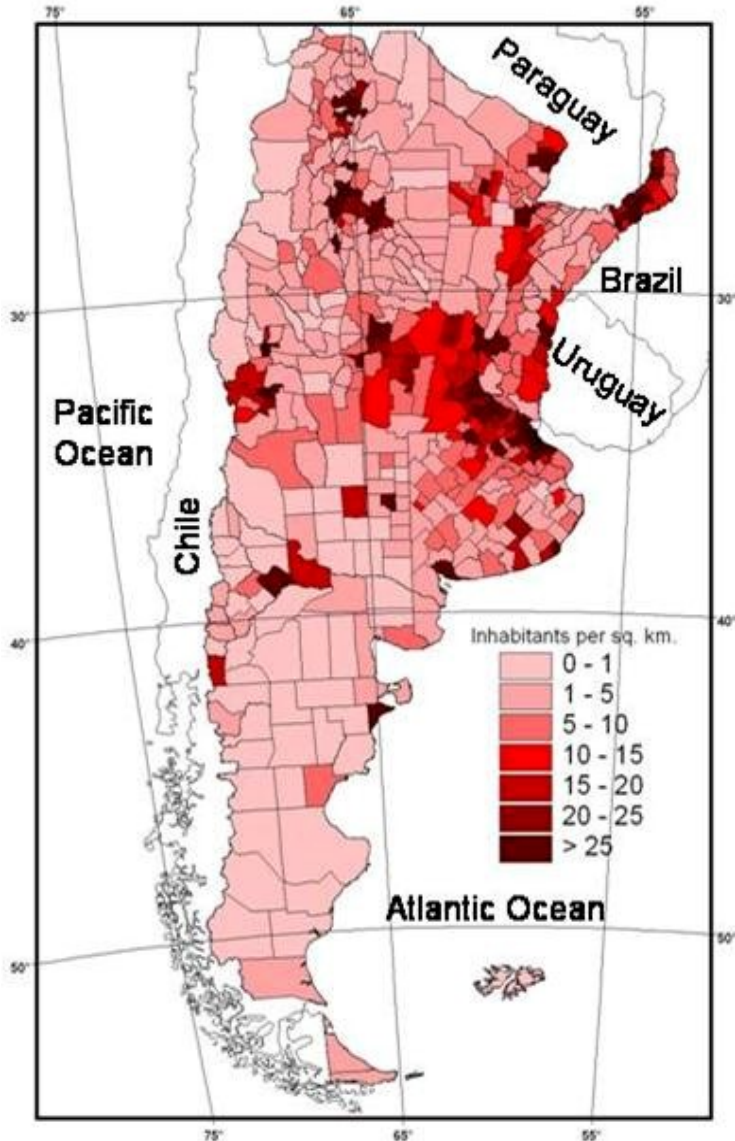 75°
65°
55°
Paraguay
Brazil
30°
30°
Uruguay
Pacific
Ocean
Chile
40°
40°
Inhabitants per sq. km.
0 - 1
1 - 5
5 - 10
10 - 15
15 - 20
20 - 25
> 25
Atlantic Ocean
50°
50°
75°
65°
55°